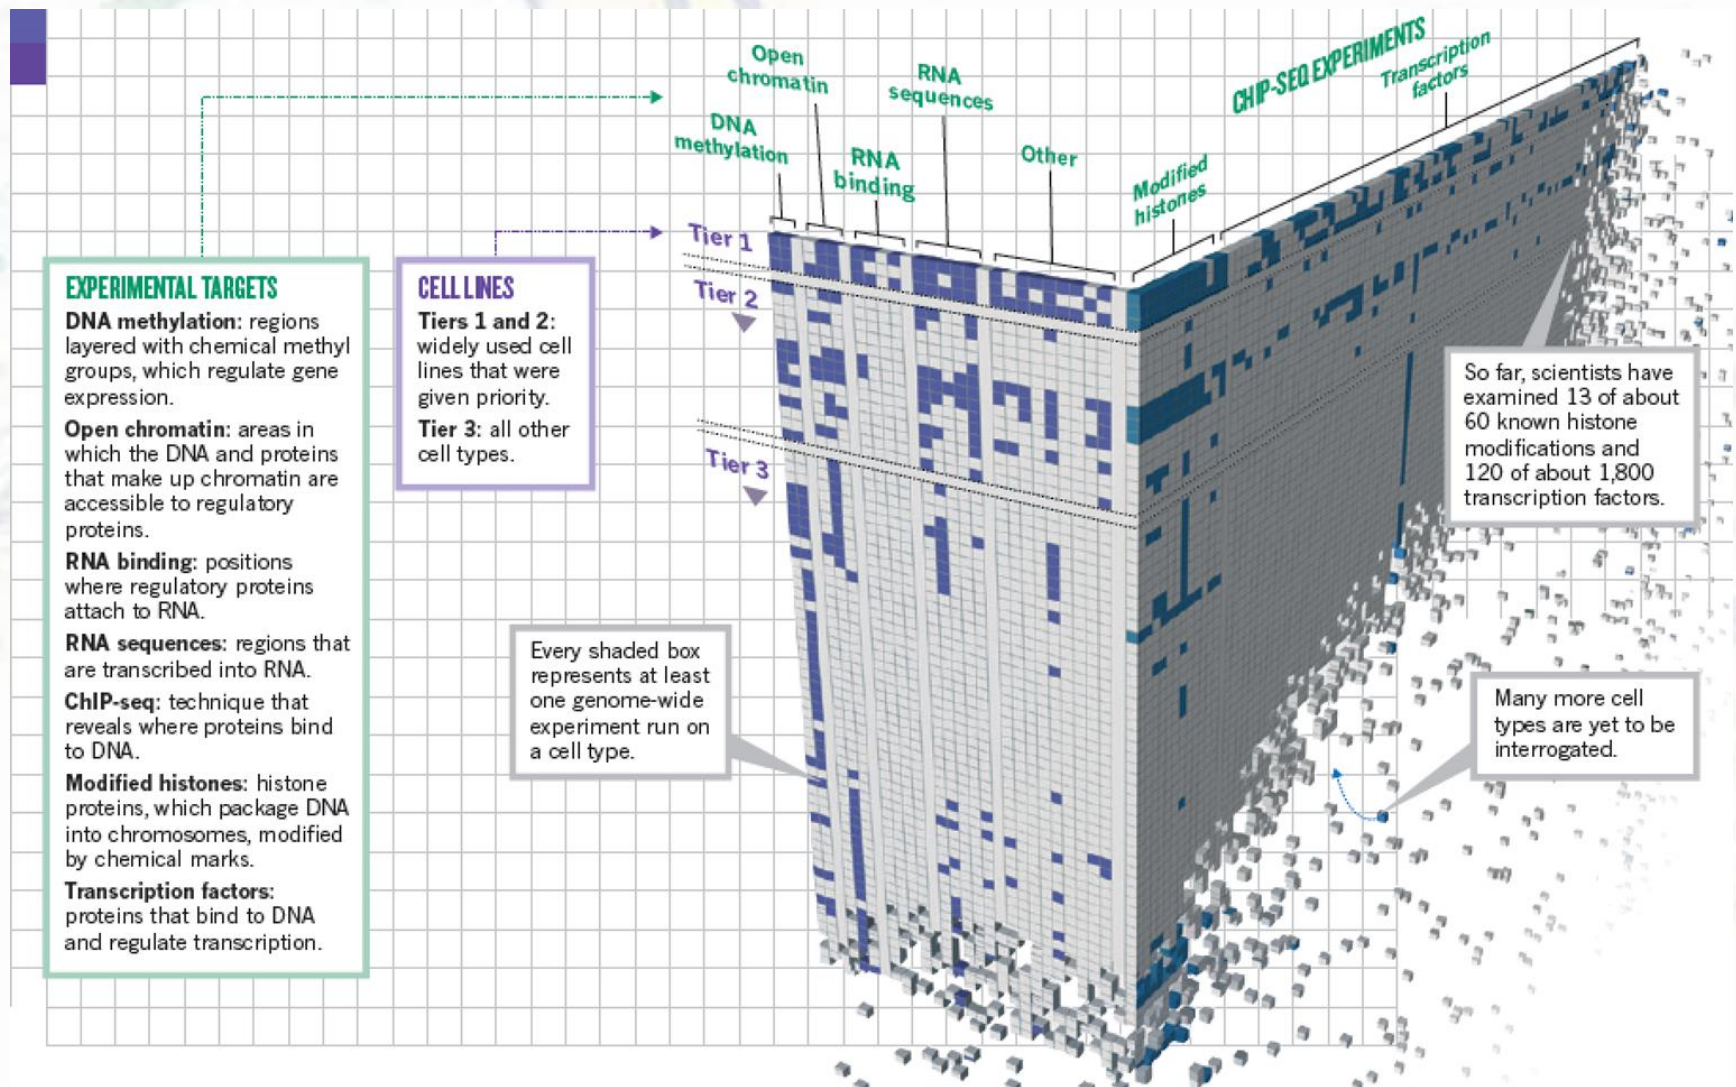 Open
chromatin
RNA
sequences
DNA
methylation
RNA
binding
Other
CHIP-SEQ EXPERIMENTS
Transcription
factors
Modified
histones
Tier 1
Tier 2
Tier 3
EXPERIMENTAL TARGETS
DNA methylation: regions
layered with chemical methyl
groups, which regulate gene
expression.
Open chromatin: areas in
which the DNA and proteins
that make up chromatin are
accessible to regulatory
proteins.
RNA binding: positions
where regulatory proteins
attach to RNA.
RNA sequences: regions that
are transcribed into RNA.
ChIP-seq: technique that
reveals where proteins bind
to DNA.
Modified histones: histone
proteins, which package DNA
into chromosomes, modified
by chemical marks.
Transcription factors:
proteins that bind to DNA
and regulate transcription.
CELL LINES
Tiers 1 and 2:
widely used cell
lines that were
given priority.
Tier 3: all other
cell types.
Every shaded box
represents at least
one genome-wide
experiment run on
a cell type.
So far, scientists have
examined 13 of about
60 known histone
modifications and
120 of about 1,800
transcription factors.
Many more cell
types are yet to be
interrogated.